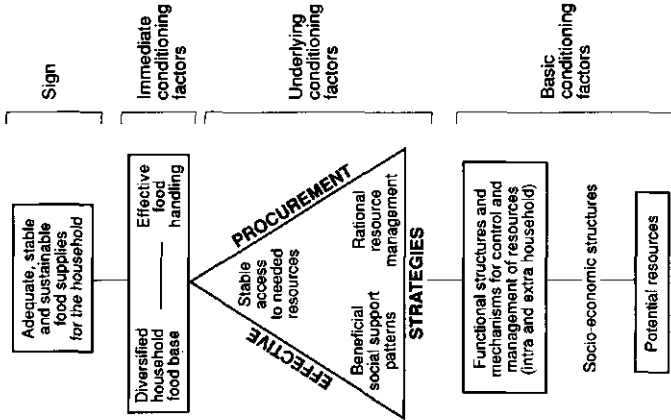 Adequate, stable
and sustainable
food supplies
for the household
Sign
Diversified
household
food base
Effective
food
handling
Immediate
conditioning
factors
EFFECTIVE
PROCUREMENT
STRATEGIES
Stable
access
to needed
resources
Beneficial
social support
patterns
Rational
resource
management
Underlying
conditioning
factors
Functional structures and
mechanisms for control and
management of resources
(intra and extra household)
Socio-economic structures
Potential resources
Basic
conditioning
factors